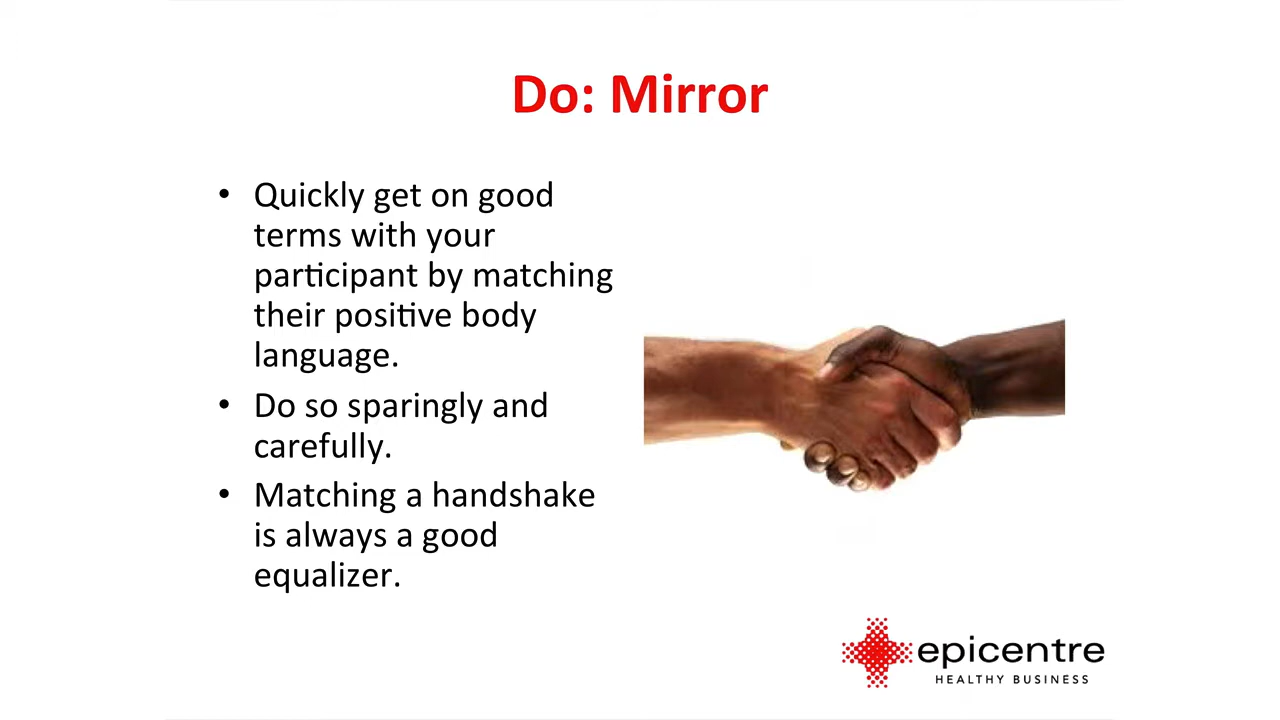 Do: Mirror
• Quickly get on good
terms with your
participant by matching
their positive body
language.
• Do so sparingly and
carefully.
• Matching a handshake
is always a good
equalizer.
epicentre
HEALTHY BUSINESS